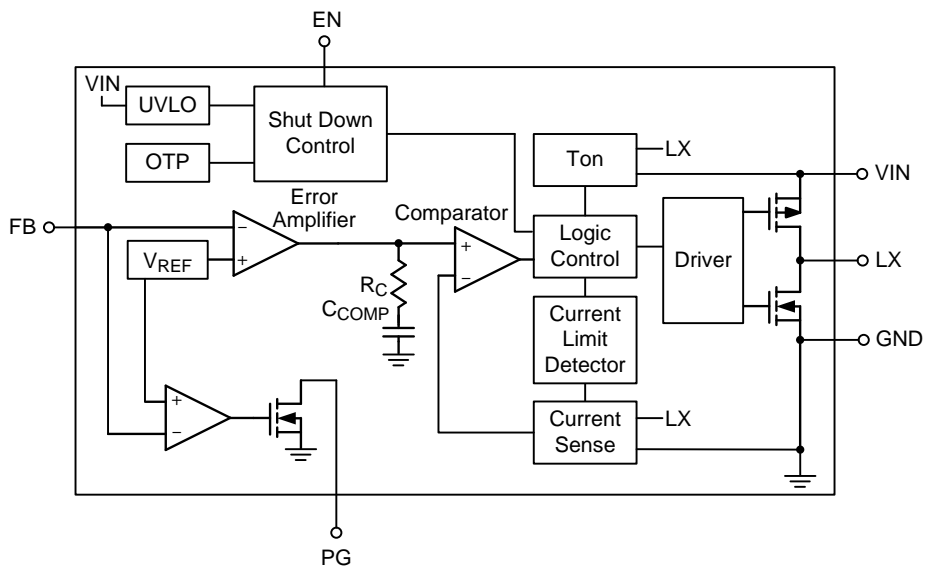 EN
VIN
UVLO
OTP
Shut Down
Control
Ton
LX
VIN
Error
Amplifier
Comparator
FB
−
+
VREF
+
−
Logic
Control
Driver
LX
RC
CCOMP
Current
Limit
Detector
GND
+
−
Current
Sense
LX
PG